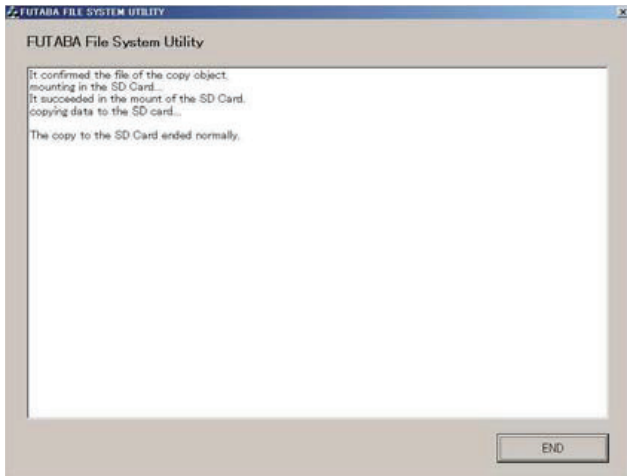 FUTABA FILE SYSTEM UTILITY
FUTABA File System Utility
It confirmed the file of the copy object.
mounting in the SD Card...
It succeeded in the mount of the SD Card.
copying data to the SD card...
The copy to the SD Card ended normally.
END